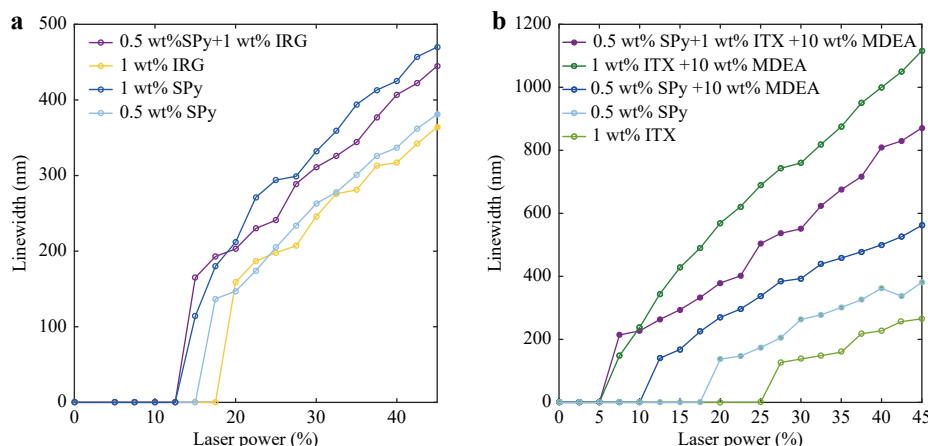 a
0.5 wt%SPy+1 wt% IRG
1 wt% IRG
1 wt% SPy
0.5 wt% SPy
500
400
300
200
100
0
Linewidth (nm)
0 10 20 30 40
Laser power (%)
b
0.5 wt% SPy+1 wt% ITX +10 wt% MDEA
1 wt% ITX +10 wt% MDEA
0.5 wt% SPy +10 wt% MDEA
0.5 wt% SPy
1 wt% ITX
1200
1000
800
600
400
200
0
Linewidth (nm)
0 5 10 15 20 25 30 35 40 45
Laser power (%)